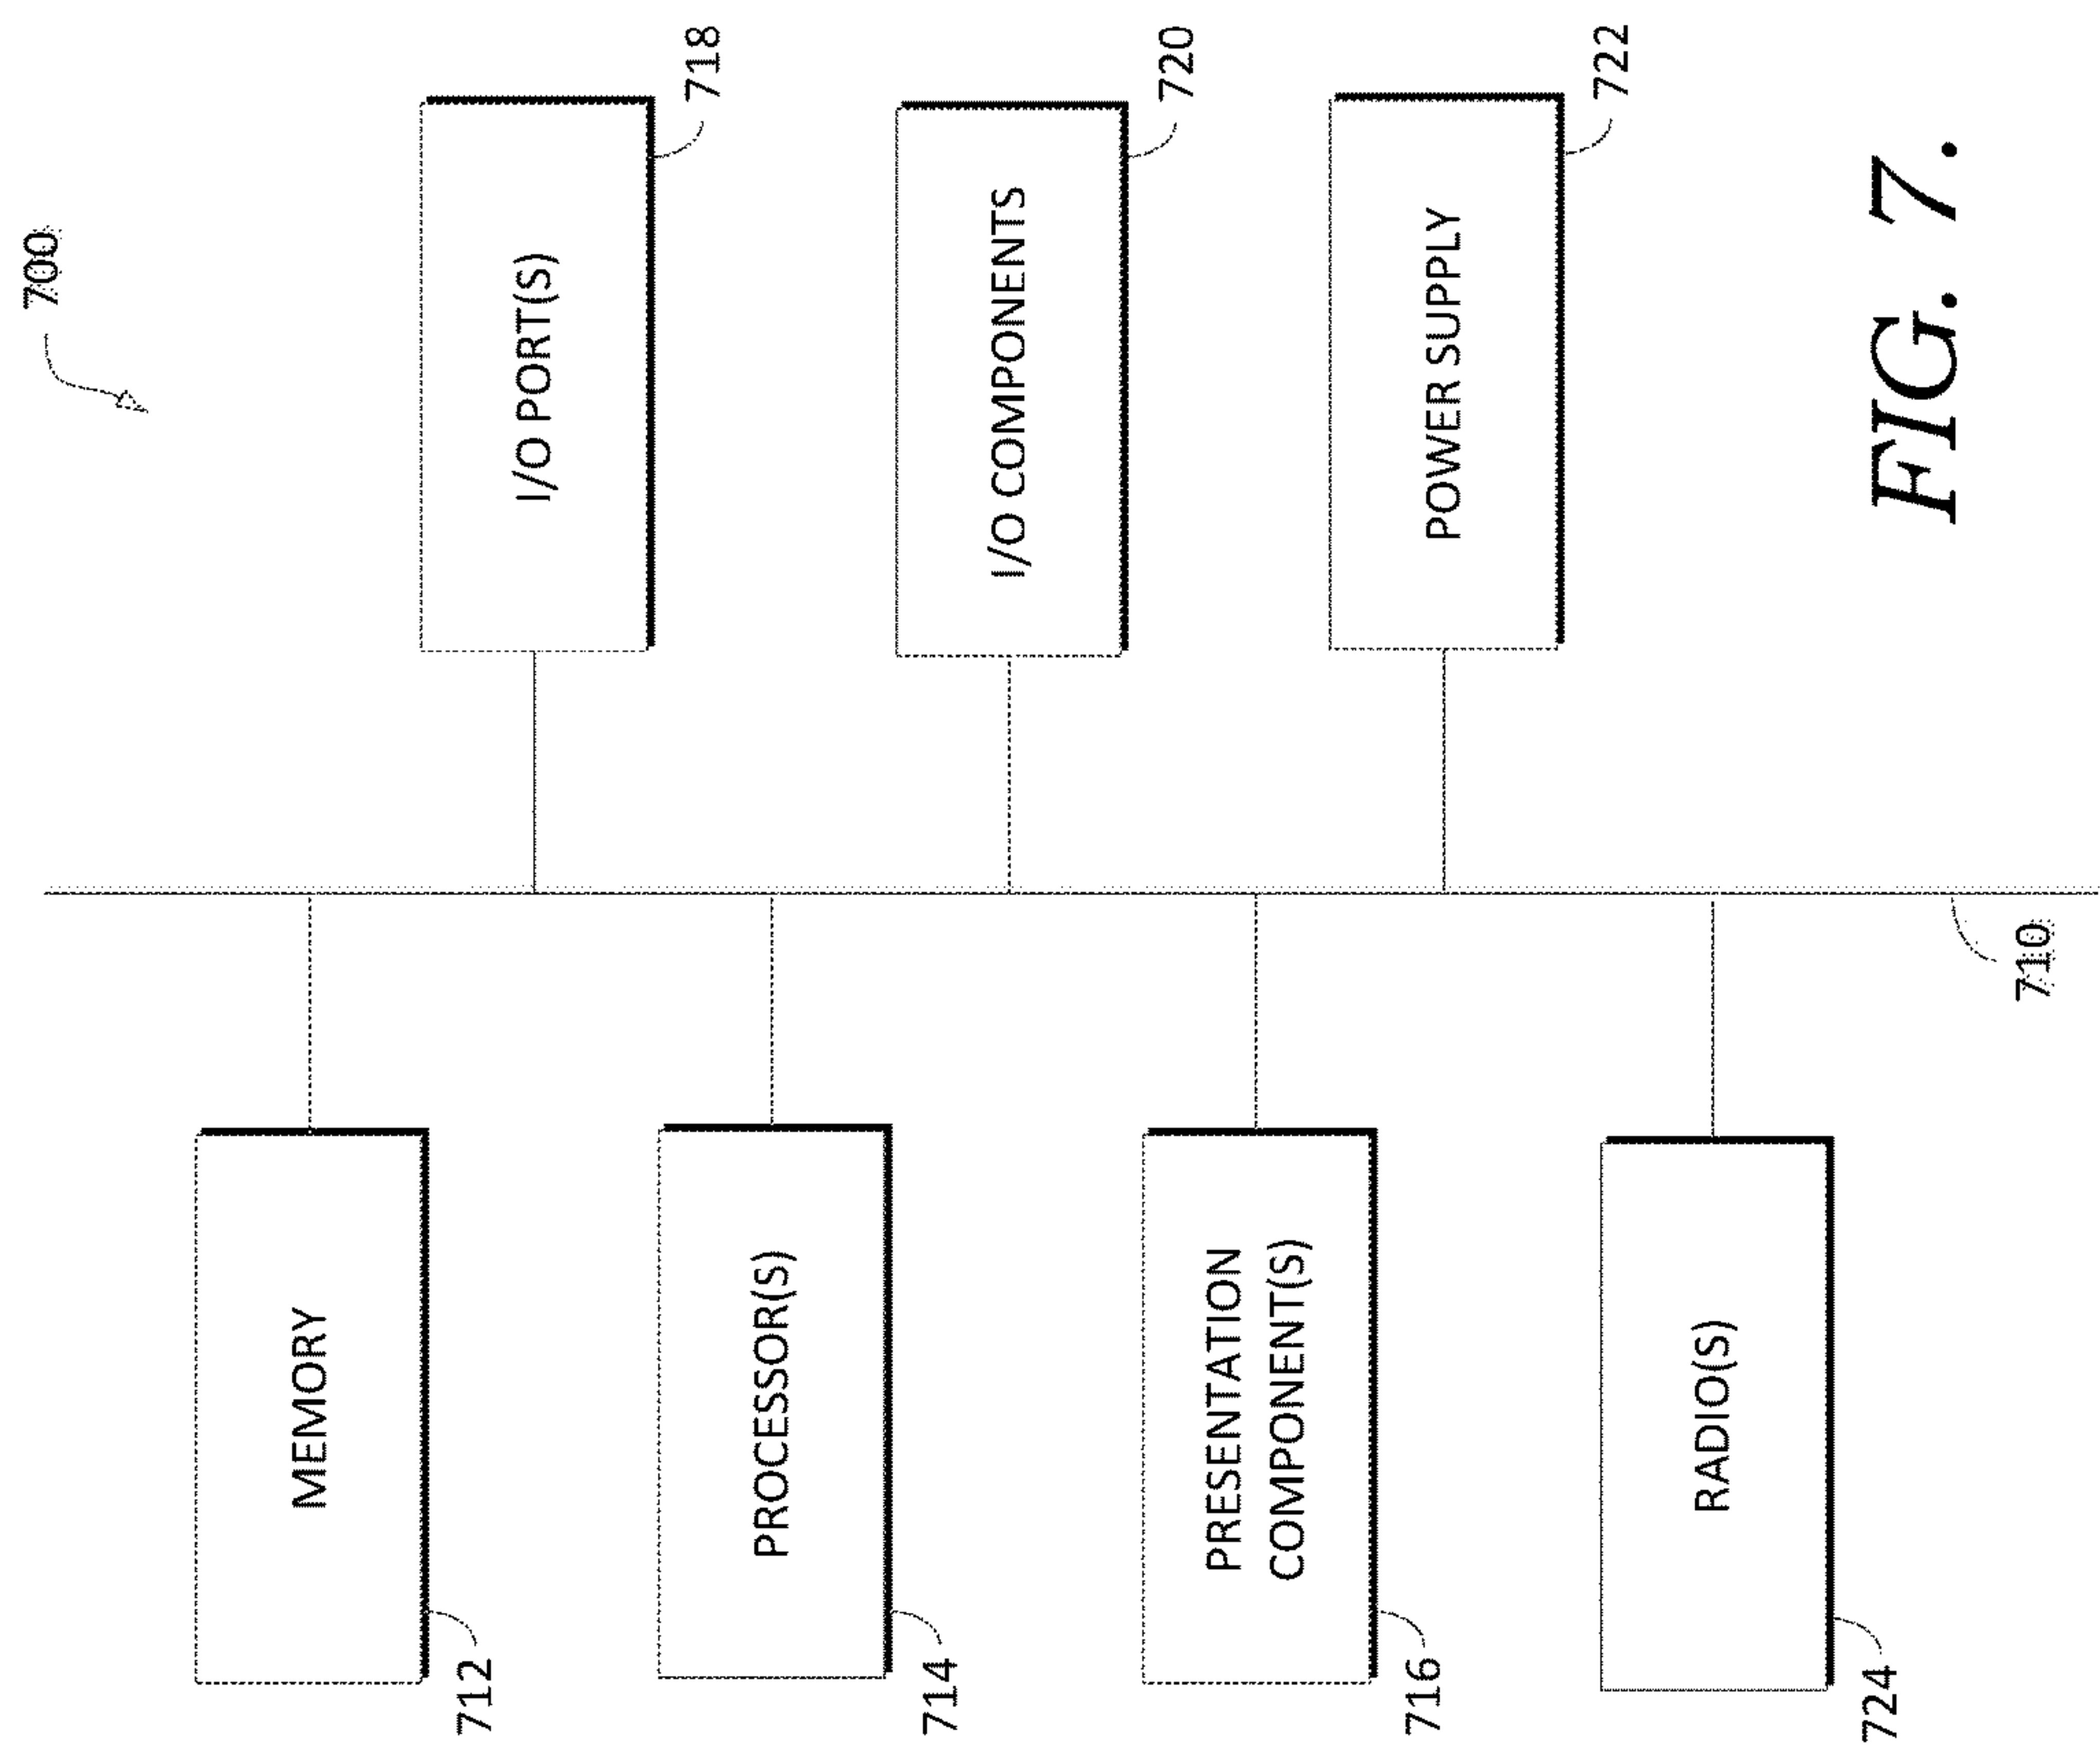 700
MEMORY
712
I/O PORT(S)
718
PROCESSOR(S)
714
I/O COMPONENTS
720
PRESENTATION
COMPONENT(S)
716
POWER SUPPLY
722
RADIO(S)
724
710
FIG. 7.